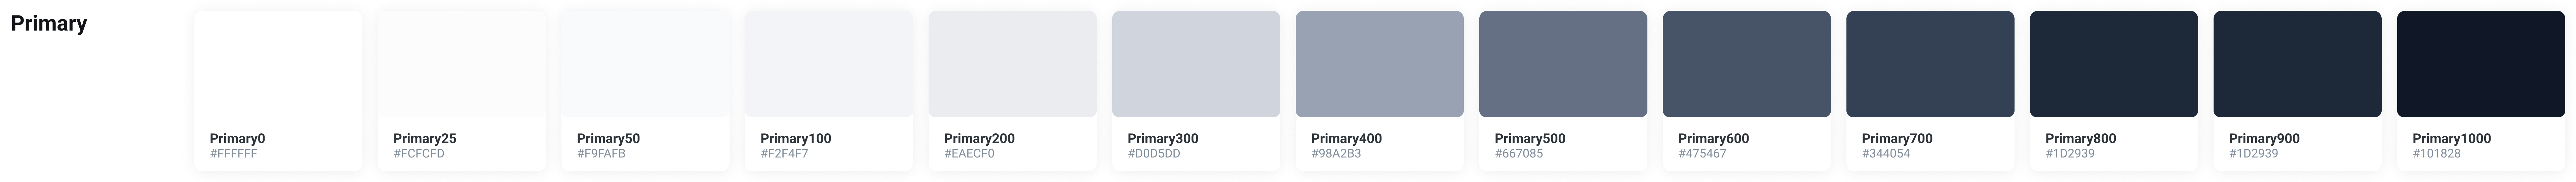 Primary
Primary0
#FFFFFF
Primary25
#FCFCFD
Primary50
#F9FAFB
Primary100
#F2F4F7
Primary200
#EAECF0
Primary300
#D0D5DD
Primary400
#98A2B3
Primary500
#667085
Primary600
#475467
Primary700
#344054
Primary800
#1D2939
Primary900
#1D2939
Primary1000
#101828